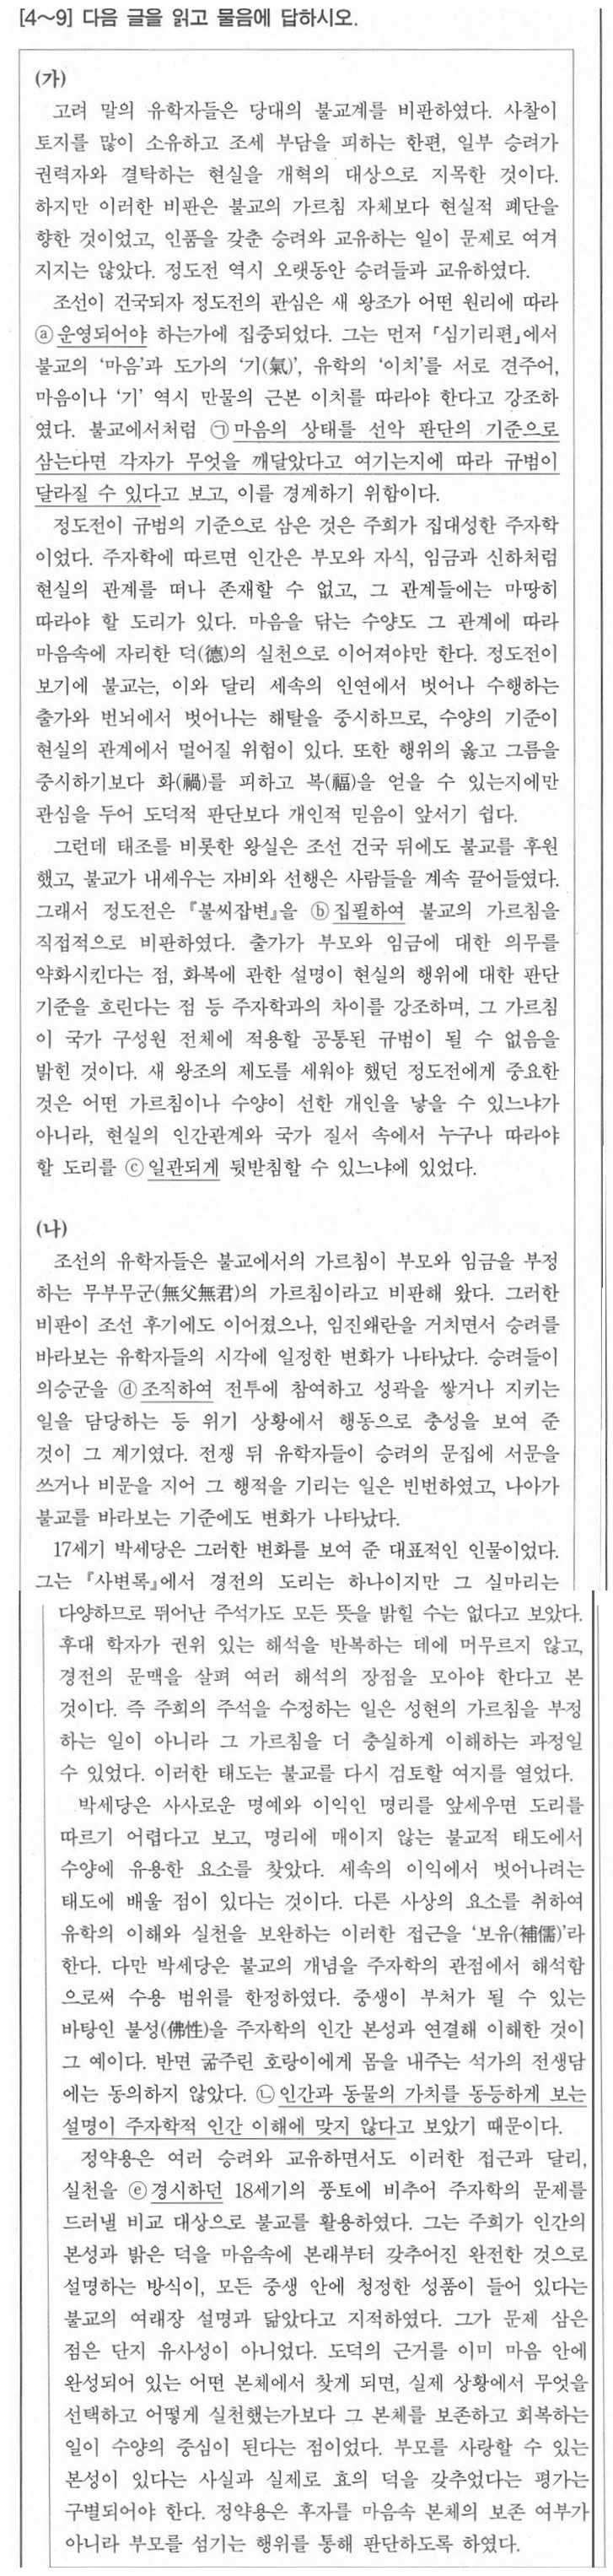 [4~9] 다음 글을 읽고 물음에 답하시오.
(가)
고려 말의 유학자들은 당대의 불교계를 비판하였다. 사찰이
토지를 많이 소유하고 조세 부담을 피하는 한편, 일부 승려가
권력자와 결탁하는 현실을 개혁의 대상으로 지목한 것이다.
하지만 이러한 비판은 불교의 가르침 자체보다 현실적 폐단을
향한 것이었고, 인품을 갖춘 승려와 교유하는 일이 문제로 여겨
지지는 않았다. 정도전 역시 오랫동안 승려들과 교유하였다.
조선이 건국되자 정도전의 관심은 새 왕조가 어떤 원리에 따라
ⓐ운영되어야 하는가에 집중되었다. 그는 먼저 「심기리편」에서
불교의 '마음'과 도가의 '기(氣)', 유학의 '이치'를 서로 견주어,
마음이나 '기' 역시 만물의 근본 이치를 따라야 한다고 강조하
였다. 불교에서처럼 ㉠마음의 상태를 선악 판단의 기준으로
삼는다면 각자가 무엇을 깨달았다고 여기는지에 따라 규범이
달라질 수 있다고 보고, 이를 경계하기 위함이다.
정도전이 규범의 기준으로 삼은 것은 주희가 집대성한 주자학
이었다. 주자학에 따르면 인간은 부모와 자식, 임금과 신하처럼
현실의 관계를 떠나 존재할 수 없고, 그 관계들에는 마땅히
따라야 할 도리가 있다. 마음을 닦는 수양도 그 관계에 따라
마음속에 자리한 덕(德)의 실천으로 이어져야만 한다. 정도전이
보기에 불교는, 이와 달리 세속의 인연에서 벗어나 수행하는
출가와 번뇌에서 벗어나는 해탈을 중시하므로, 수양의 기준이
현실의 관계에서 멀어질 위험이 있다. 또한 행위의 옳고 그름을
중시하기보다 화(禍)를 피하고 복(福)을 얻을 수 있는지에만
관심을 두어 도덕적 판단보다 개인적 믿음이 앞서기 쉽다.
그런데 태조를 비롯한 왕실은 조선 건국 뒤에도 불교를 후원
했고, 불교가 내세우는 자비와 선행은 사람들을 계속 끌어들였다.
그래서 정도전은 『불씨잡변』을 ⓑ집필하여 불교의 가르침을
직접적으로 비판하였다. 출가가 부모와 임금에 대한 의무를
약화시킨다는 점, 화복에 관한 설명이 현실의 행위에 대한 판단
기준을 흐린다는 점 등 주자학과의 차이를 강조하며, 그 가르침
이 국가 구성원 전체에 적용할 공통된 규범이 될 수 없음을
밝힌 것이다. 새 왕조의 제도를 세워야 했던 정도전에게 중요한
것은 어떤 가르침이나 수양이 선한 개인을 낳을 수 있느냐가
아니라, 현실의 인간관계와 국가 질서 속에서 누구나 따라야
할 도리를 ⓒ일관되게 뒷받침할 수 있느냐에 있었다.
(나)
조선의 유학자들은 불교에서의 가르침이 부모와 임금을 부정
하는 무부무군(無父無君)의 가르침이라고 비판해 왔다. 그러한
비판이 조선 후기에도 이어졌으나, 임진왜란을 거치면서 승려를
바라보는 유학자들의 시각에 일정한 변화가 나타났다. 승려들이
의승군을 ⓓ조직하여 전투에 참여하고 성곽을 쌓거나 지키는
일을 담당하는 등 위기 상황에서 행동으로 충성을 보여 준
것이 그 계기였다. 전쟁 뒤 유학자들이 승려의 문집에 서문을
쓰거나 비문을 지어 그 행적을 기리는 일은 빈번하였고, 나아가
불교를 바라보는 기준에도 변화가 나타났다.
17세기 박세당은 그러한 변화를 보여 준 대표적인 인물이었다.
그는 『사변록』에서 경전의 도리는 하나이지만 그 실마리는
다양하므로 뛰어난 주석가도 모든 뜻을 밝힐 수는 없다고 보았다.
후대 학자가 권위 있는 해석을 반복하는 데에 머무르지 않고,
경전의 문맥을 살펴 여러 해석의 장점을 모아야 한다고 본
것이다. 즉 주희의 주석을 수정하는 일은 성현의 가르침을 부정
하는 일이 아니라 그 가르침을 더 충실하게 이해하는 과정일
수 있었다. 이러한 태도는 불교를 다시 검토할 여지를 열었다.
박세당은 사사로운 명예와 이익인 명리를 앞세우면 도리를
따르기 어렵다고 보고, 명리에 매이지 않는 불교적 태도에서
수양에 유용한 요소를 찾았다. 세속의 이익에서 벗어나려는
태도에 배울 점이 있다는 것이다. 다른 사상의 요소를 취하여
유학의 이해와 실천을 보완하는 이러한 접근을 '보유(補儒)'라
한다. 다만 박세당은 불교의 개념을 주자학의 관점에서 해석함
으로써 수용 범위를 한정하였다. 중생이 부처가 될 수 있는
바탕인 불성(佛性)을 주자학의 인간 본성과 연결해 이해한 것이
그 예이다. 반면 굶주린 호랑이에게 몸을 내주는 석가의 전생담
에는 동의하지 않았다. ㉡인간과 동물의 가치를 동등하게 보는
설명이 주자학적 인간 이해에 맞지 않다고 보았기 때문이다.
정약용은 여러 승려와 교유하면서도 이러한 접근과 달리,
실천을 ⓔ경시하던 18세기의 풍토에 비추어 주자학의 문제를
드러낼 비교 대상으로 불교를 활용하였다. 그는 주희가 인간의
본성과 밝은 덕을 마음속에 본래부터 갖추어진 완전한 것으로
설명하는 방식이, 모든 중생 안에 청정한 성품이 들어 있다는
불교의 여래장 설명과 닮았다고 지적하였다. 그가 문제 삼은
점은 단지 유사성이 아니었다. 도덕의 근거를 이미 마음 안에
완성되어 있는 어떤 본체에서 찾게 되면, 실제 상황에서 무엇을
선택하고 어떻게 실천했는가보다 그 본체를 보존하고 회복하는
일이 수양의 중심이 된다는 점이었다. 부모를 사랑할 수 있는
본성이 있다는 사실과 실제로 효의 덕을 갖추었다는 평가는
구별되어야 한다. 정약용은 후자를 마음속 본체의 보존 여부가
아니라 부모를 섬기는 행위를 통해 판단하도록 하였다.